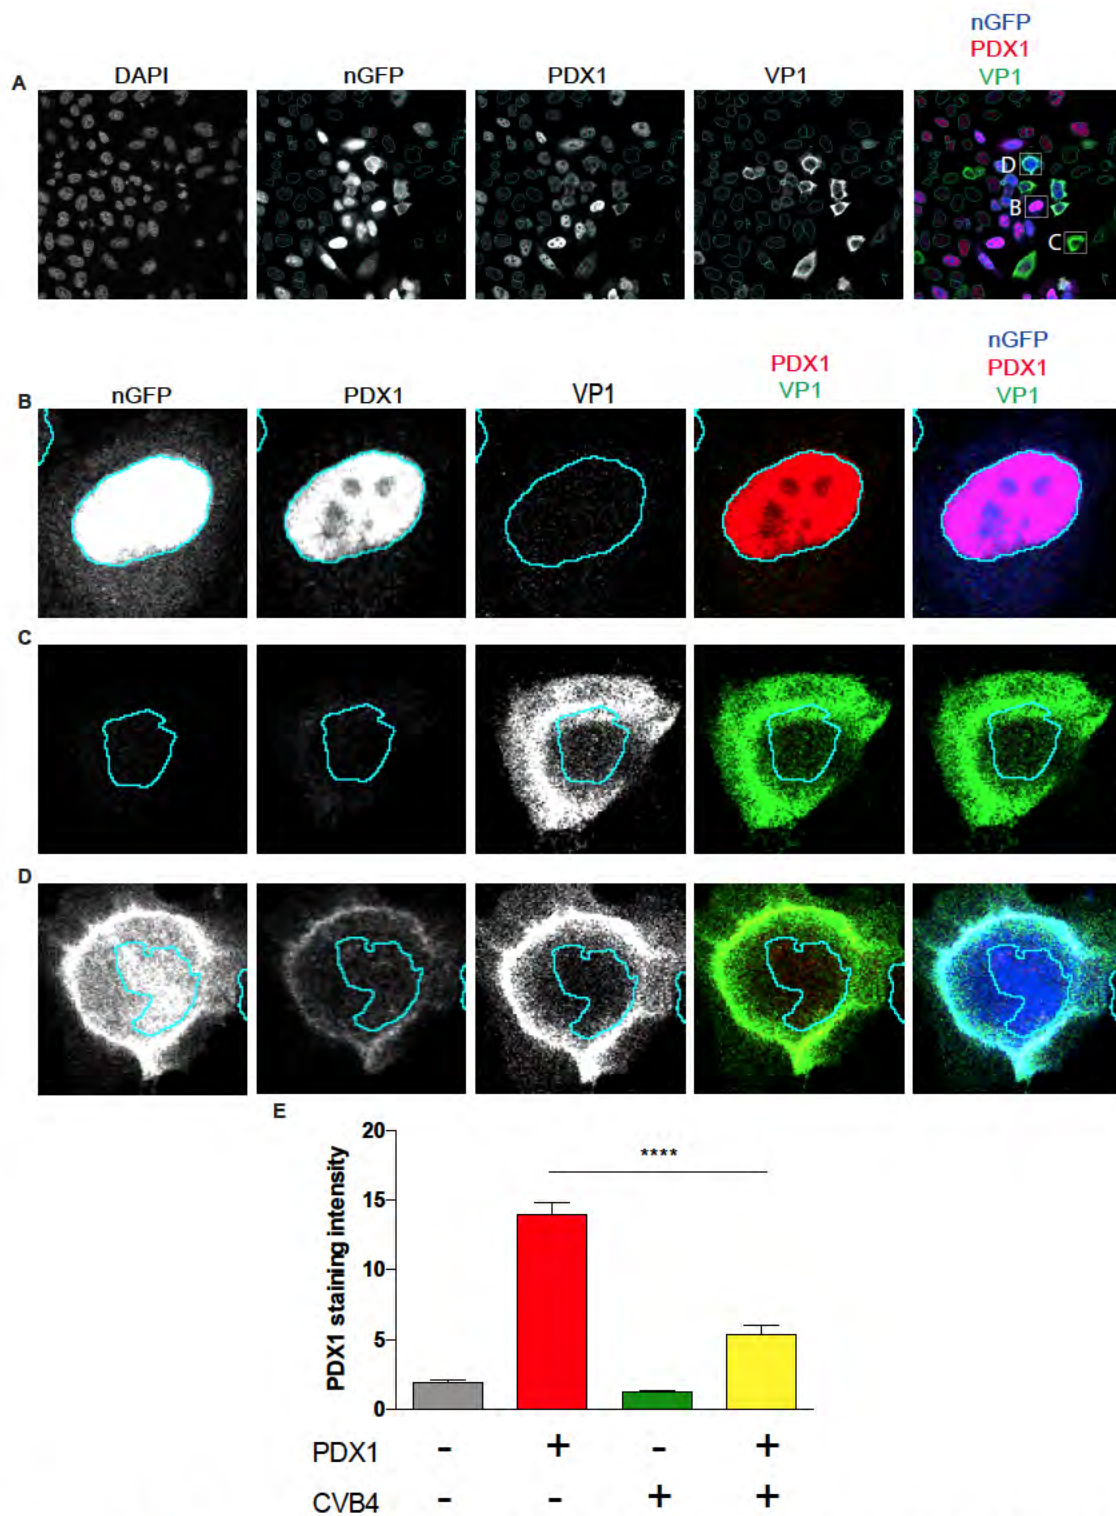 nGFP
PDX1
VP1
A DAPI nGFP PDX1 VP1
D
B
C
nGFP
PDX1
VP1
PDX1
VP1
B nGFP PDX1 VP1
C
D
E
20
15
10
5
0
PDX1 staining intensity
****
PDX1 - + - +
CVB4 - - + +